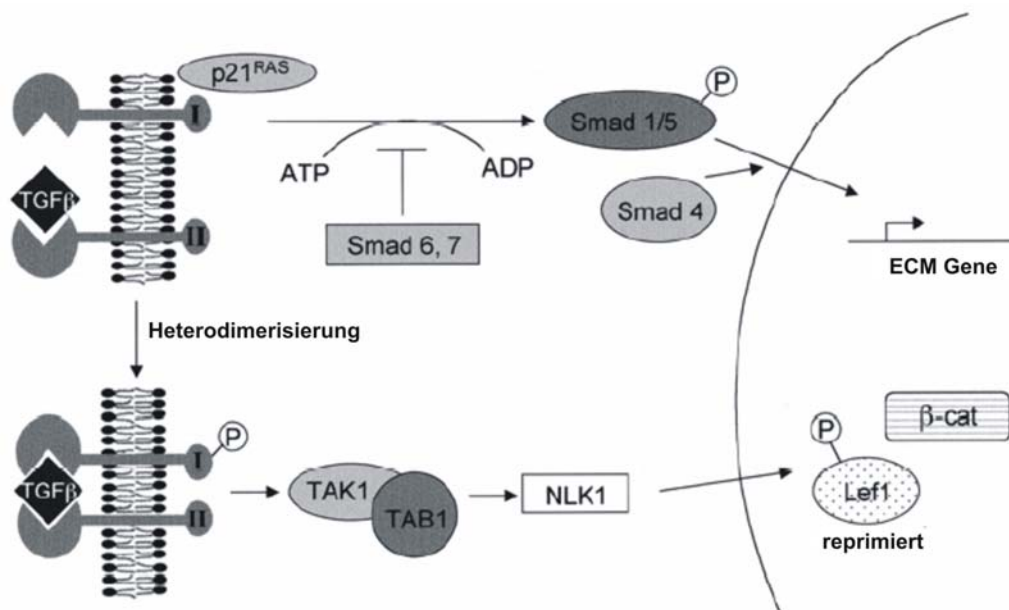 p21RAS
I
P
Smad 1/5
ATP
ADP
TGFβ
Smad 4
II
Smad 6, 7
ECM Gene
Heterodimerisierung
β-cat
P
P
I
TGFβ
TAK1
NLK1
Lef1
II
TAB1
reprimiert